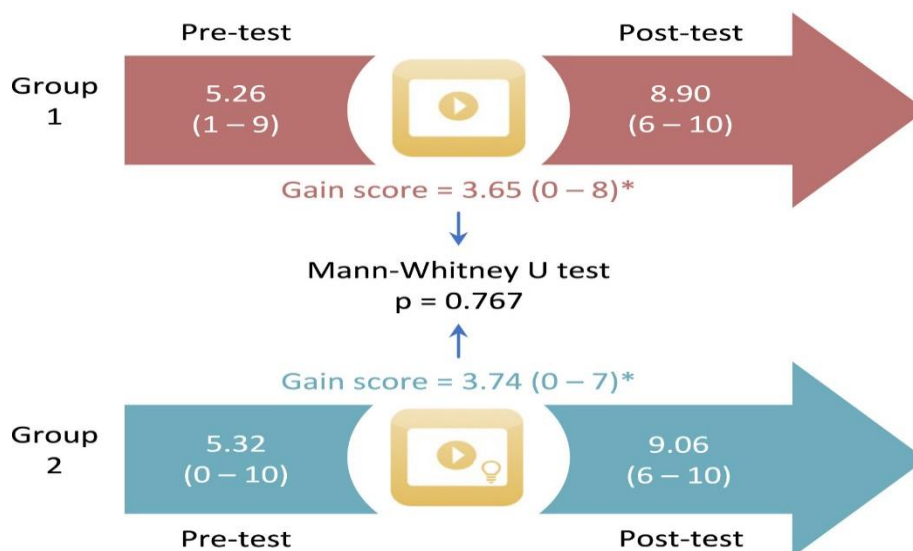 Pre-test
Post-test
Group
1
5.26
(1 – 9)
8.90
(6 – 10)
Gain score = 3.65 (0 – 8)*
Mann-Whitney U test
p = 0.767
Gain score = 3.74 (0 – 7)*
Group
2
5.32
(0 – 10)
9.06
(6 – 10)
Pre-test
Post-test